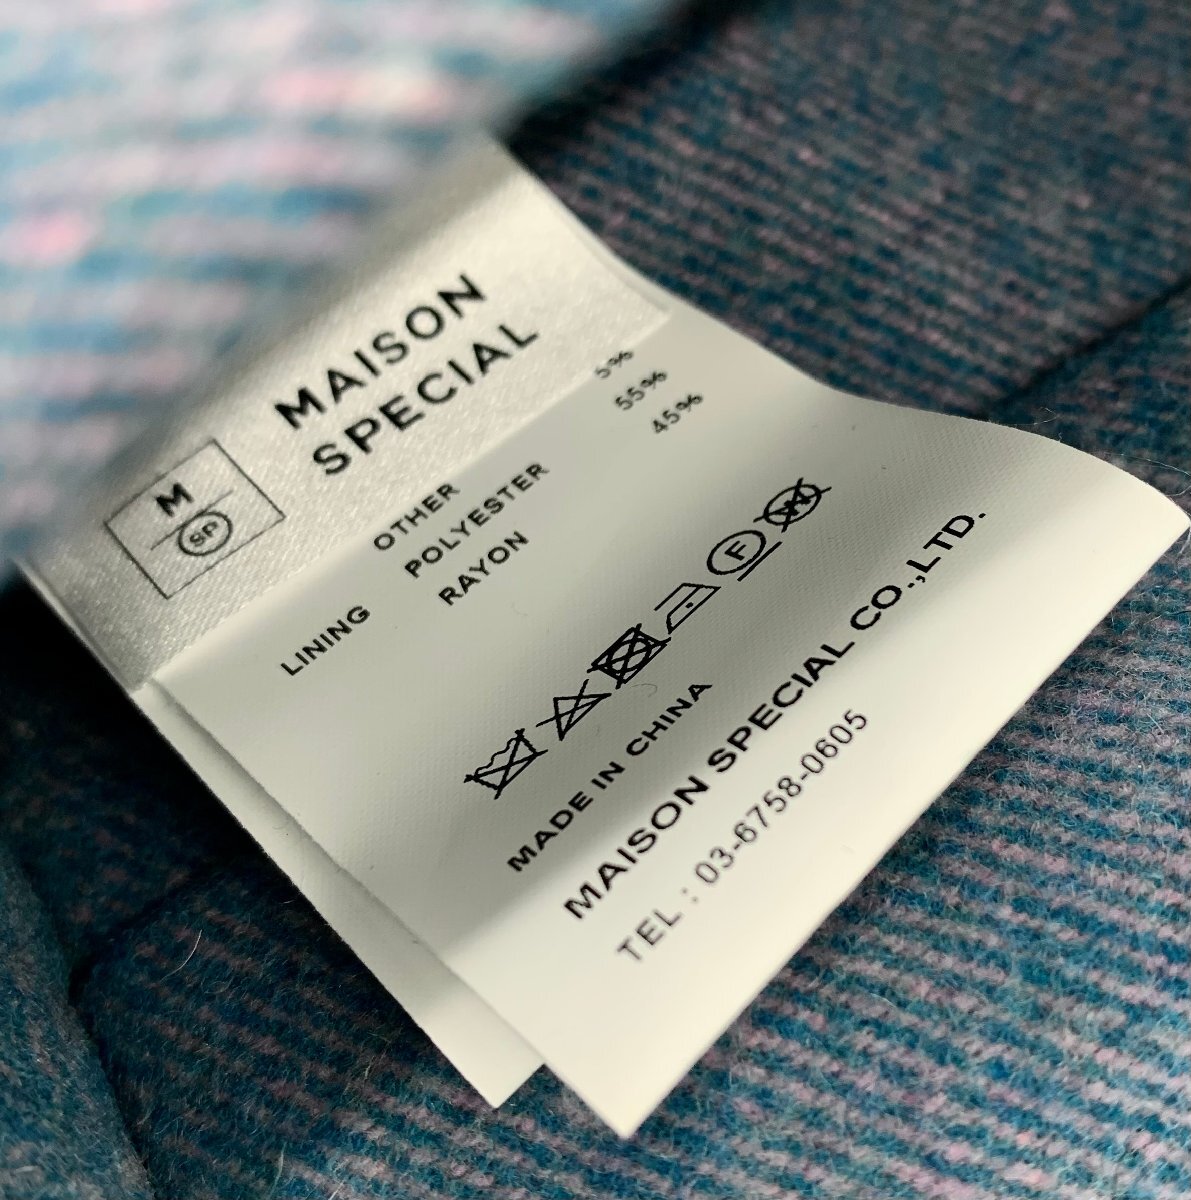 M
SP
MAISON
SPECIAL
OTHER 5%
POLYESTER 55%
LINING RAYON 45%
F
W
MADE IN CHINA
MAISON SPECIAL CO.,LTD.
TEL : 03-6758-0605